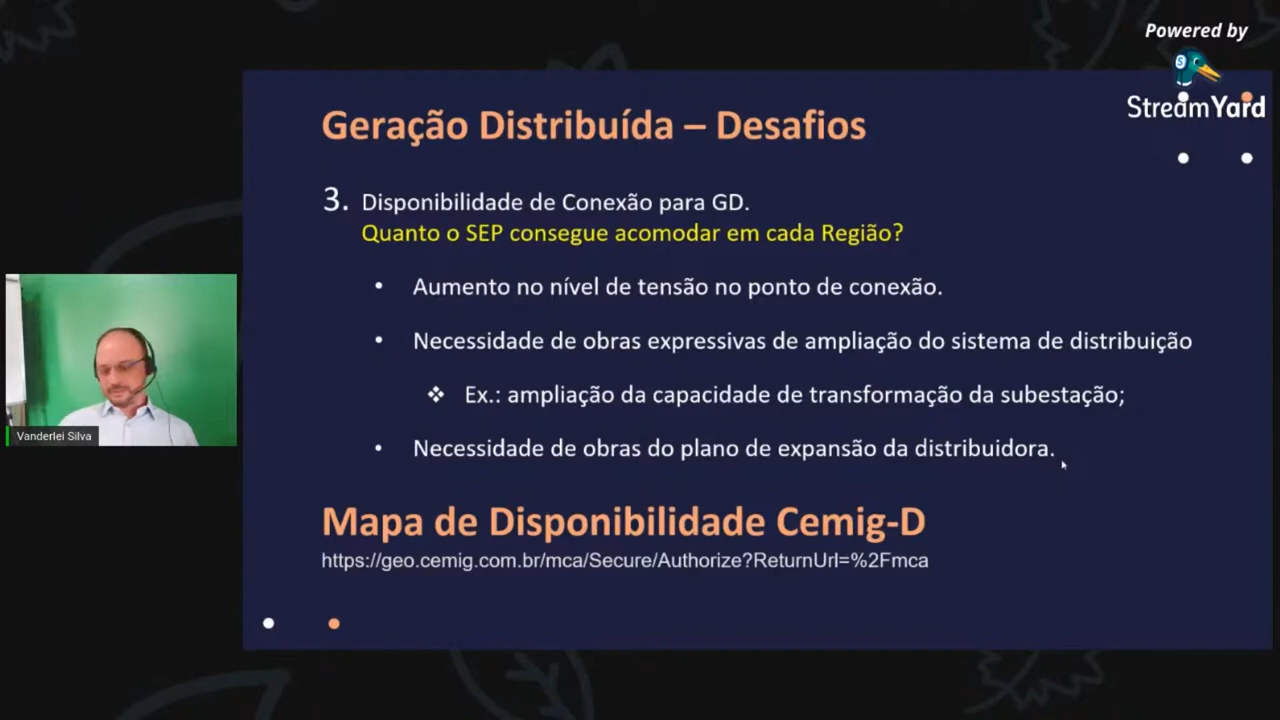 Powered by
StreamYard
Geração Distribuída – Desafios
3. Disponibilidade de Conexão para GD.
Quanto o SEP consegue acomodar em cada Região?
• Aumento no nível de tensão no ponto de conexão.
• Necessidade de obras expressivas de ampliação do sistema de distribuição
❖ Ex.: ampliação da capacidade de transformação da subestação;
• Necessidade de obras do plano de expansão da distribuidora.
Mapa de Disponibilidade Cemig-D
https://geo.cemig.com.br/mca/Secure/Authorize?ReturnUrl=%2Fmca
Vanderlei Silva